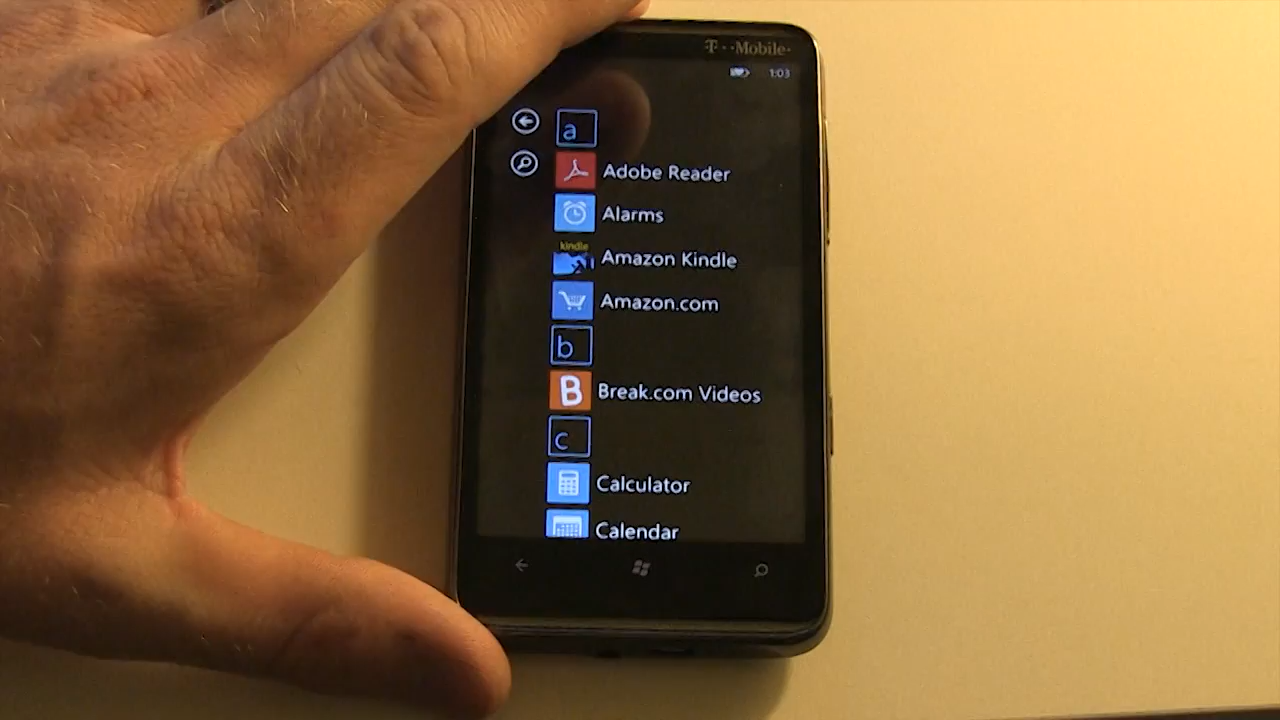 T··Mobile·
1:03
a
Adobe Reader
Alarms
kindle
Amazon Kindle
Amazon.com
b
B
Break.com Videos
c
Calculator
Calendar